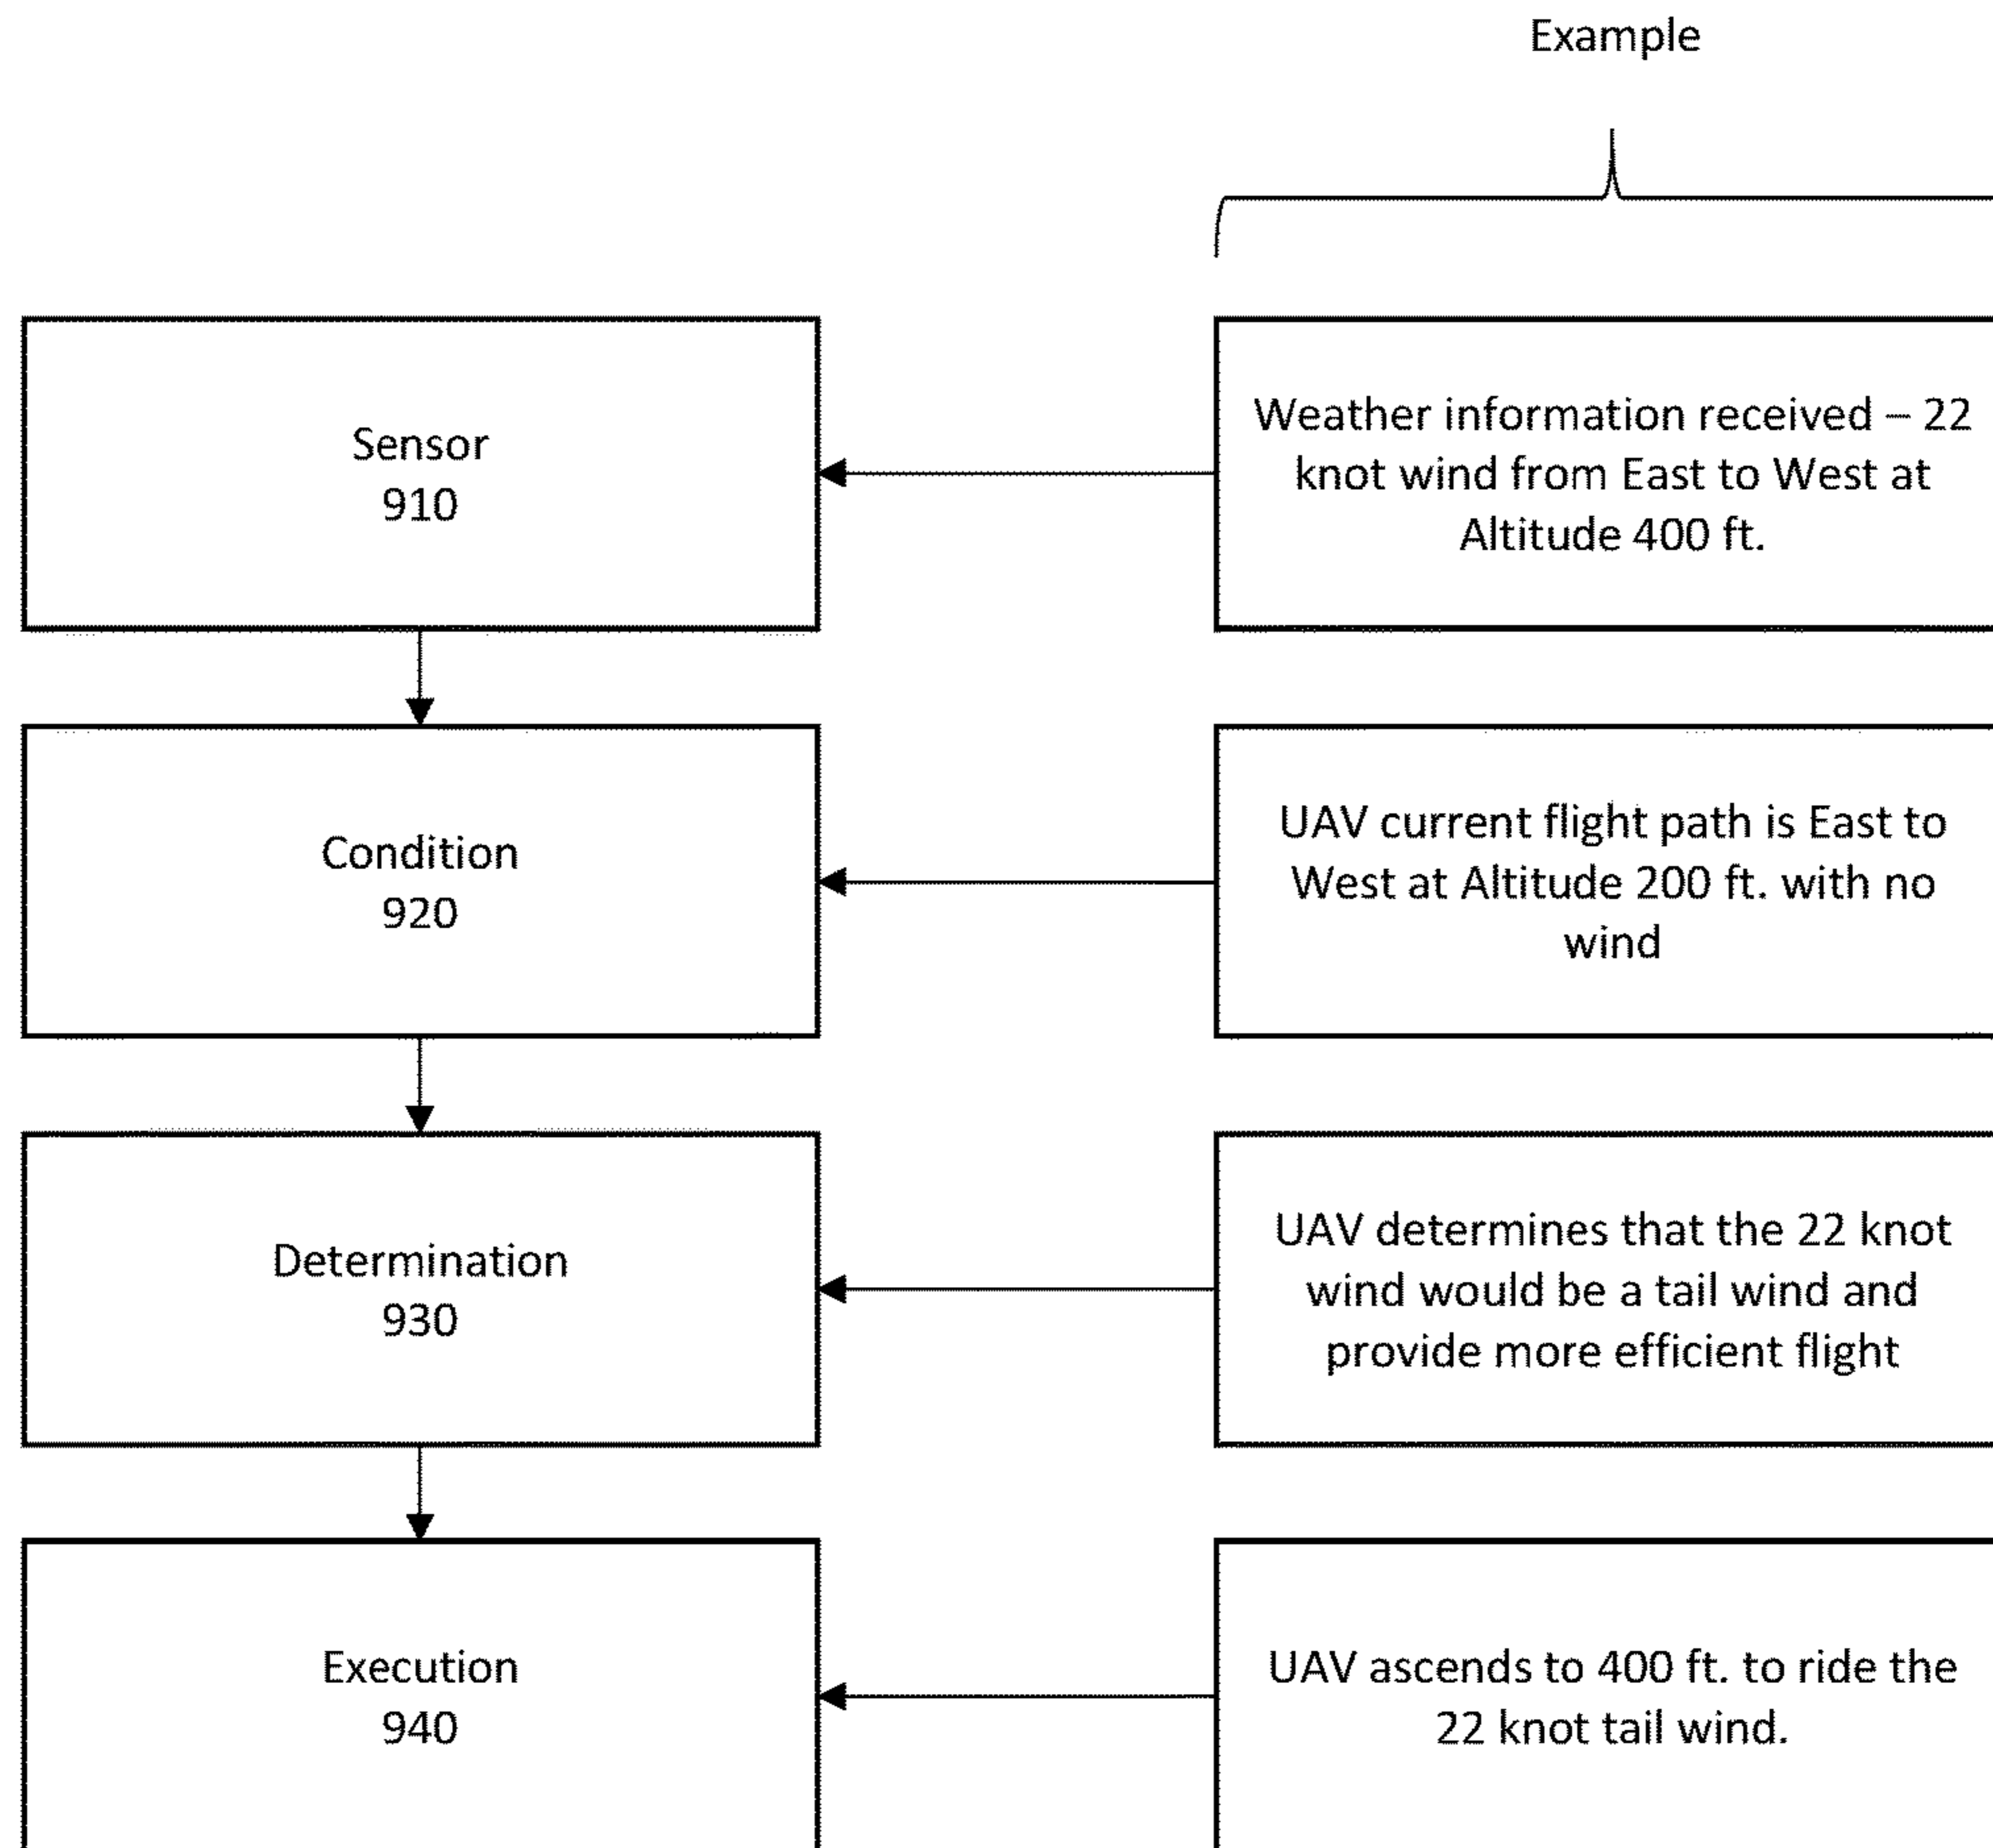 Example
Sensor
910
Weather information received – 22
knot wind from East to West at
Altitude 400 ft.
Condition
920
UAV current flight path is East to
West at Altitude 200 ft. with no
wind
Determination
930
UAV determines that the 22 knot
wind would be a tail wind and
provide more efficient flight
Execution
940
UAV ascends to 400 ft. to ride the
22 knot tail wind.